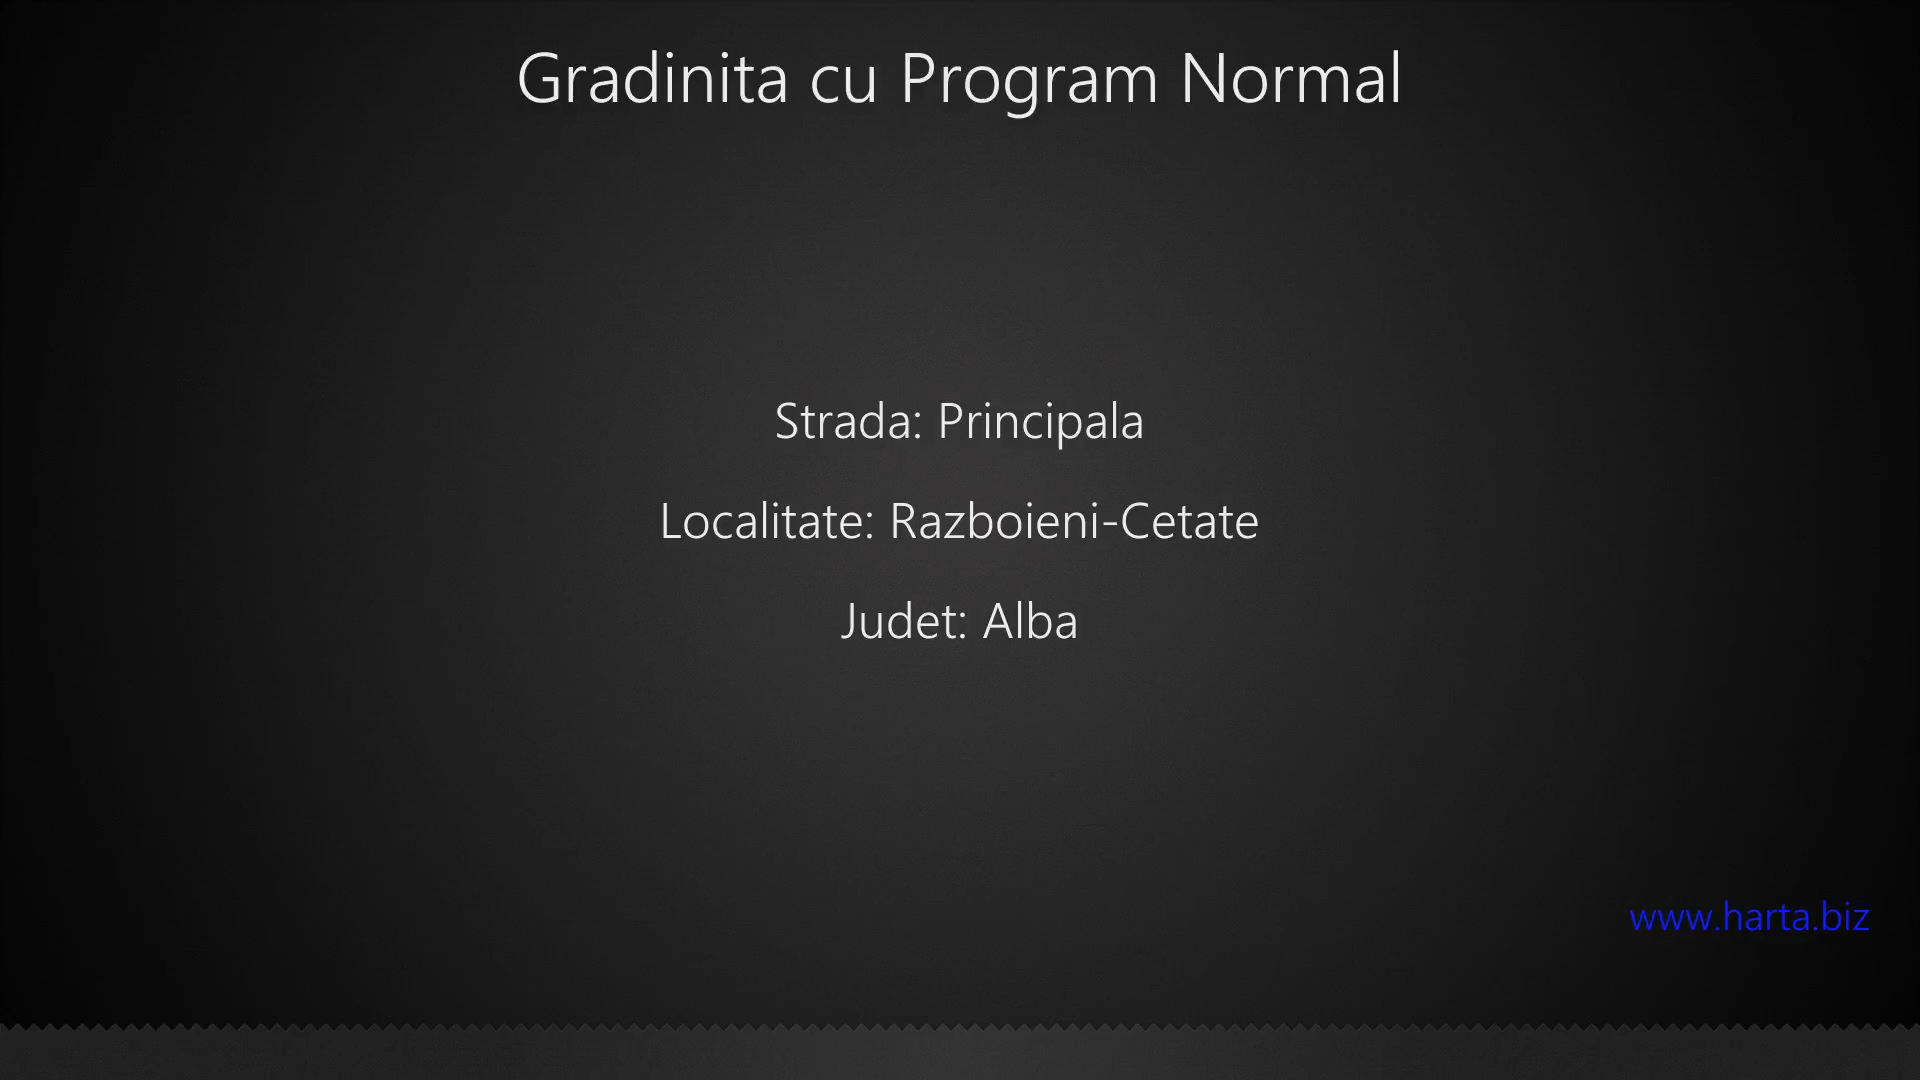 Gradinita cu Program Normal
Strada: Principala
Localitate: Razboieni-Cetate
Judet: Alba
www.harta.biz